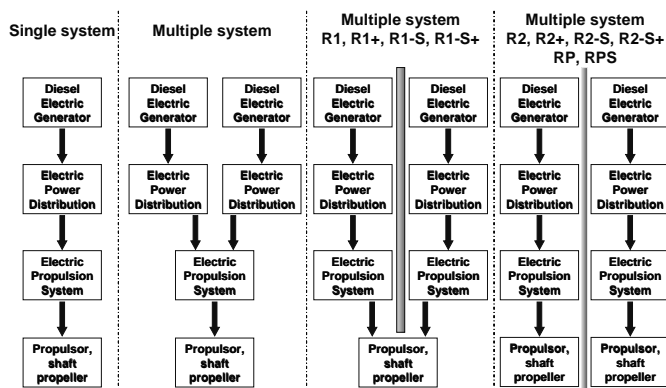 Single system
Multiple system
Multiple system
R1, R1+, R1-S, R1-S+
Multiple system
R2, R2+, R2-S, R2-S+
RP, RPS
Diesel
Electric
Generator
Diesel
Electric
Generator
Diesel
Electric
Generator
Diesel
Electric
Generator
Diesel
Electric
Generator
Diesel
Electric
Generator
Diesel
Electric
Generator
Electric
Power
Distribution
Electric
Power
Distribution
Electric
Power
Distribution
Electric
Power
Distribution
Electric
Power
Distribution
Electric
Power
Distribution
Electric
Power
Distribution
Electric
Propulsion
System
Electric
Propulsion
System
Electric
Propulsion
System
Electric
Propulsion
System
Electric
Propulsion
System
Electric
Propulsion
System
Propulsor,
shaft
propeller
Propulsor,
shaft
propeller
Propulsor,
shaft
propeller
Propulsor,
shaft
propeller
Propulsor,
shaft
propeller